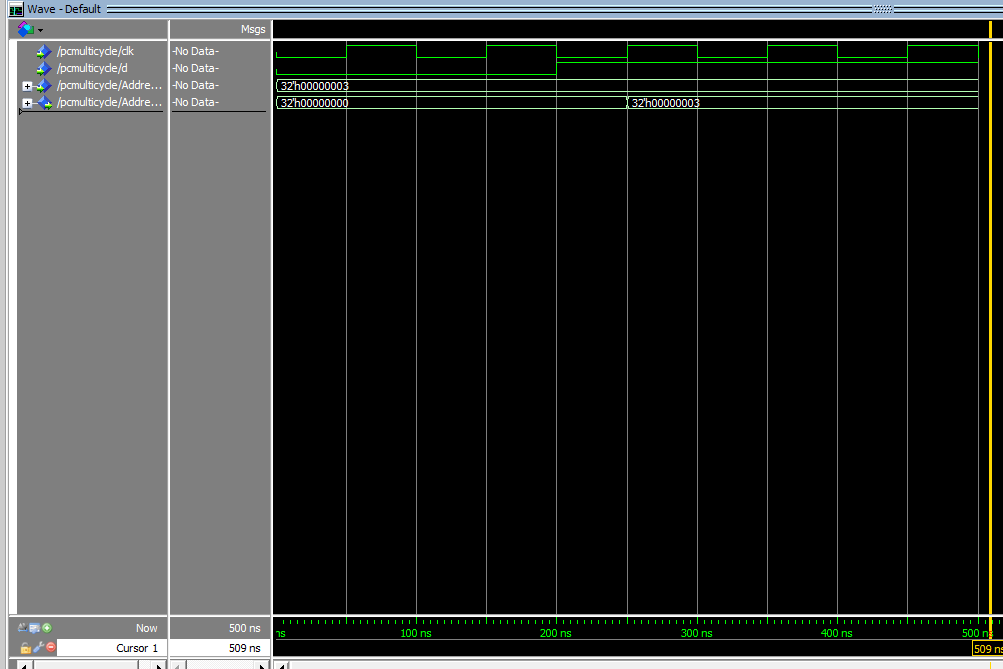 Wave - Default
Msgs
/pcmulticycle/clk -No Data-
/pcmulticycle/d -No Data-
/pcmulticycle/Addre... -No Data- 32'h00000003
/pcmulticycle/Addre... -No Data- 32'h00000000 32'h00000003
Now 500 ns ns 100 ns 200 ns 300 ns 400 ns 500 ns
Cursor 1 509 ns 509 ns